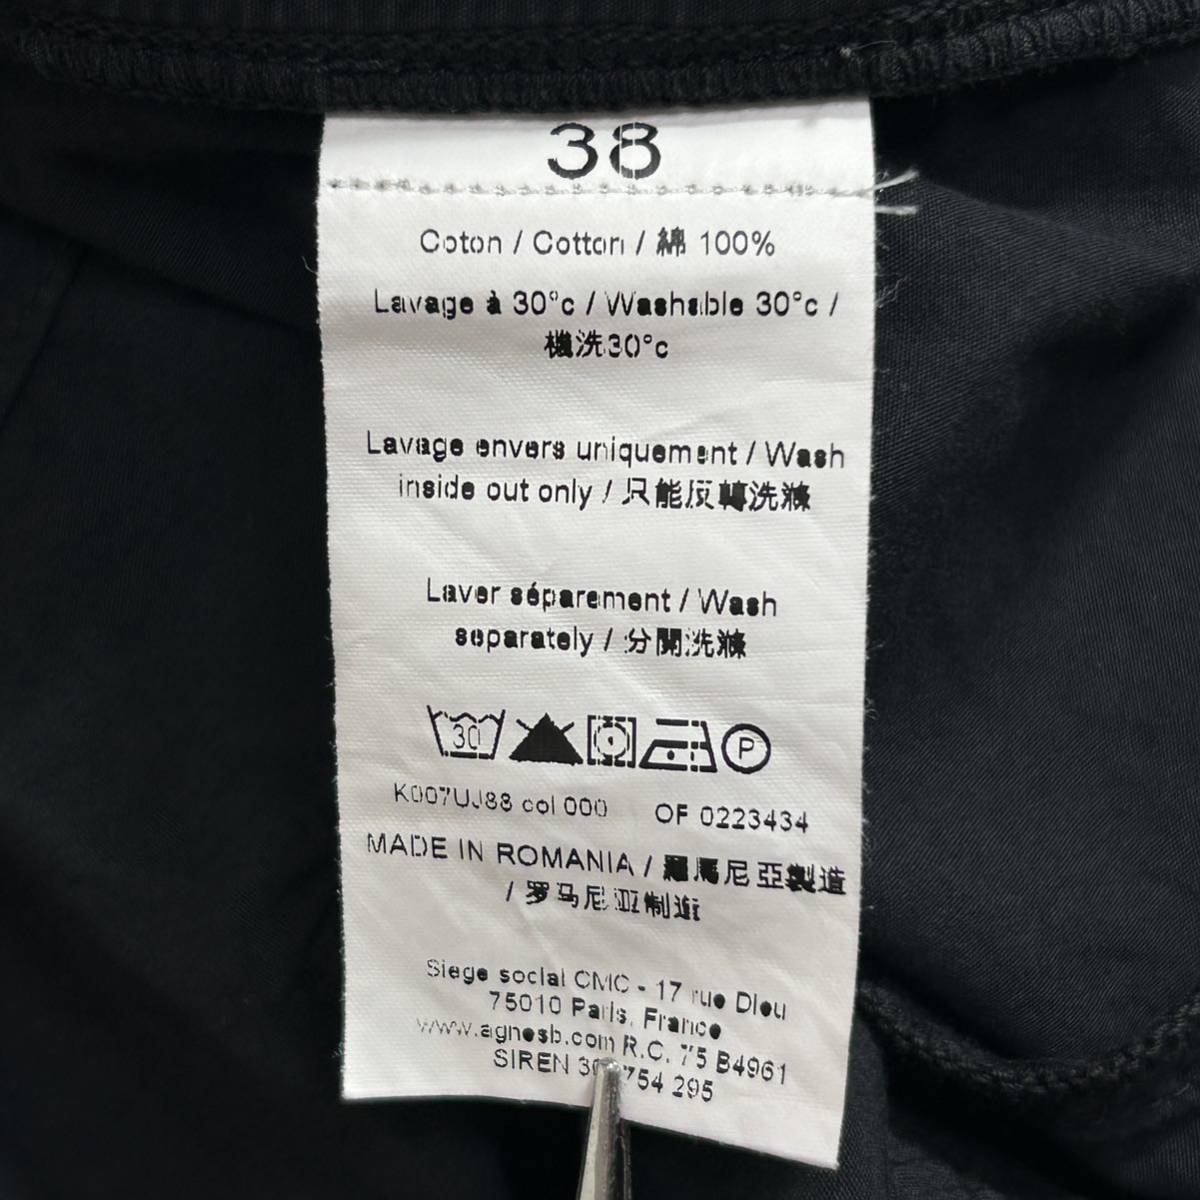 38
Coton / Cotton / 綿 100%
Lavage à 30°c / Washable 30°c /
機洗30°c
Lavage envers uniquement / Wash
inside out only / 只能反轉洗滌
Laver séparement / Wash
separately / 分開洗滌
30 P
K007UJ88 col 000 OF 0223434
MADE IN ROMANIA / 羅馬尼亞製造
/ 罗马尼亚制造
Siege social CMC - 17 rue Dieu
75010 Paris, France
www.agnesb.com R.C. 75 B4961
SIREN 754 295